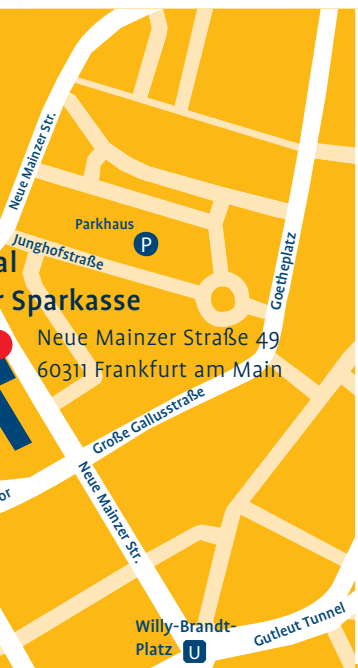 Neue Mainzer Str.
Parkhaus
P
Junghofstraße
Goetheplatz
al
r Sparkasse
Neue Mainzer Straße 49
60311 Frankfurt am Main
Große Gallusstraße
or
Neue Mainzer Str.
Willy-Brandt-
Platz U
Gutleut Tunnel